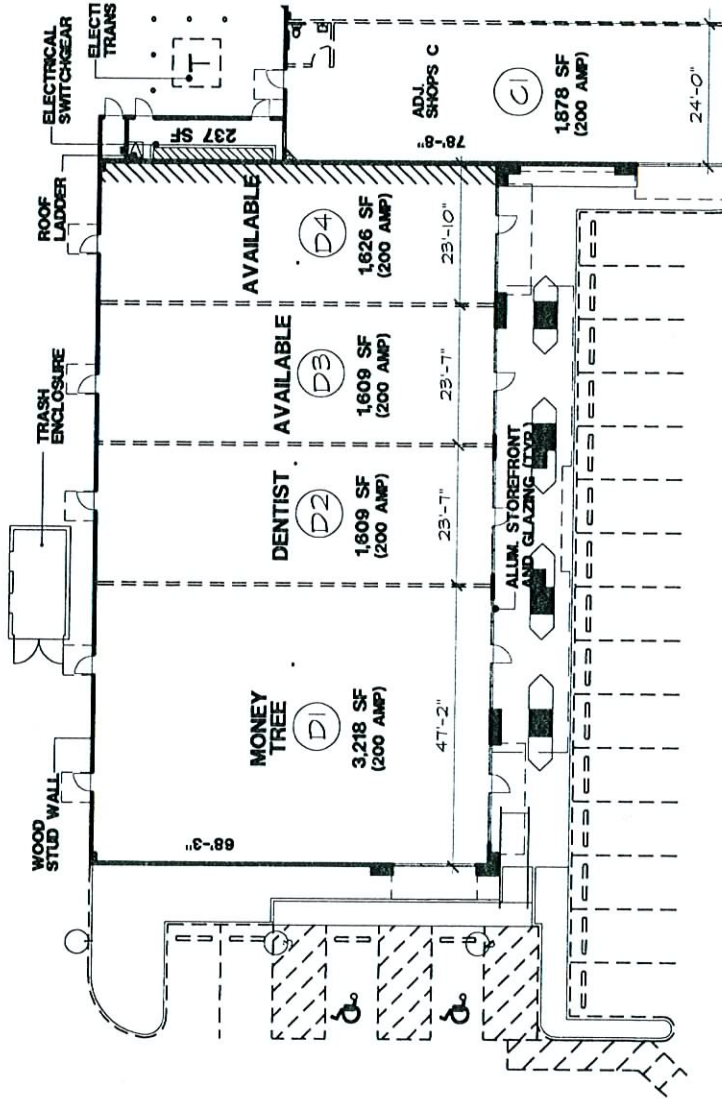 ELECTRICAL
SWITCHGEAR
ELECTI
TRANS
T
ROOF
LADDER
TRASH
ENCLOSURE
WOOD
STUD WALL
237 SF
AVAILABLE
D4
1,626 SF
(200 AMP)
23'-10"
AVAILABLE
D3
1,609 SF
(200 AMP)
23'-7"
DENTIST
D2
1,609 SF
(200 AMP)
23'-7"
MONEY
TREE
D1
3,218 SF
(200 AMP)
47'-2"
68'-3"
ADJ.
SHOPS C
C1
1,878 SF
(200 AMP)
78'-8"
24'-0"
ALUM. STOREFRONT
AND GLAZING (TYP.)